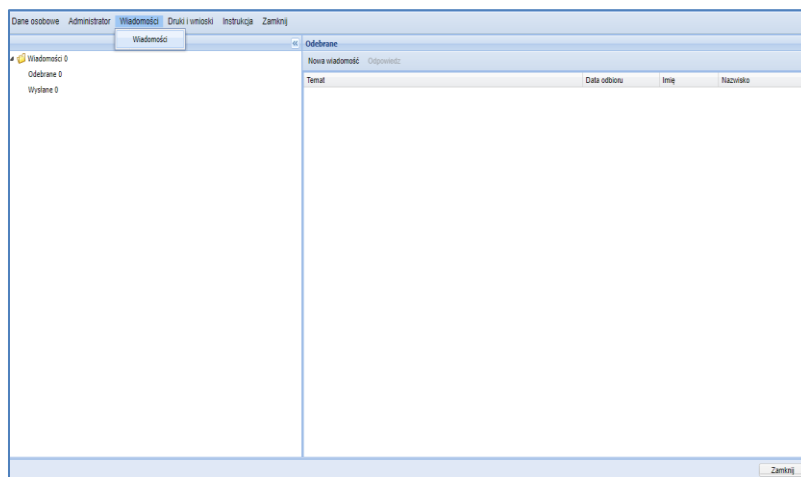 Dane osobowe Administrator Wiadomości Druki i wnioski Instrukcja Zamknij
Wiadomości
Odebrane
Wiadomości 0
Odebrane 0
Wysłane 0
Nowa wiadomość Odpowiedz
Temat Data odbioru Imię Nazwisko
Zamknij